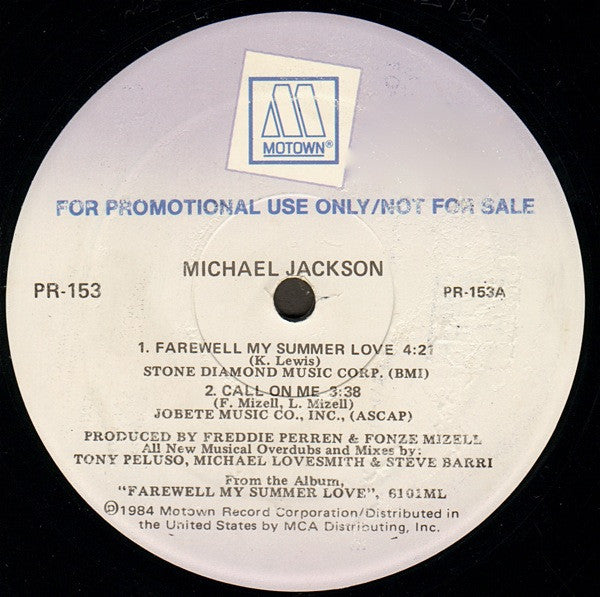 MOTOWN®
FOR PROMOTIONAL USE ONLY/NOT FOR SALE
MICHAEL JACKSON
PR-153 PR-153A
1. FAREWELL MY SUMMER LOVE 4:21
(K. Lewis)
STONE DIAMOND MUSIC CORP. (BMI)
2. CALL ON ME 3:38
(F. Mizell, L. Mizell)
JOBETE MUSIC CO., INC., (ASCAP)
PRODUCED BY FREDDIE PERREN & FONZE MIZELL
All New Musical Overdubs and Mixes by:
TONY PELUSO, MICHAEL LOVESMITH & STEVE BARRI
From the Album,
"FAREWELL MY SUMMER LOVE", 6101ML
℗1984 Motown Record Corporation/Distributed in
the United States by MCA Distributing, Inc.